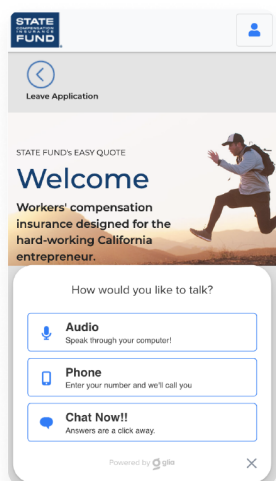 STATE
COMPENSATION
INSURANCE
FUND
Leave Application
STATE FUND's EASY QUOTE
Welcome
Workers' compensation
insurance designed for the
hard-working California
entrepreneur.
How would you like to talk?
Audio
Speak through your computer!
Phone
Enter your number and we'll call you
Chat Now!!
Answers are a click away.
Powered by glia